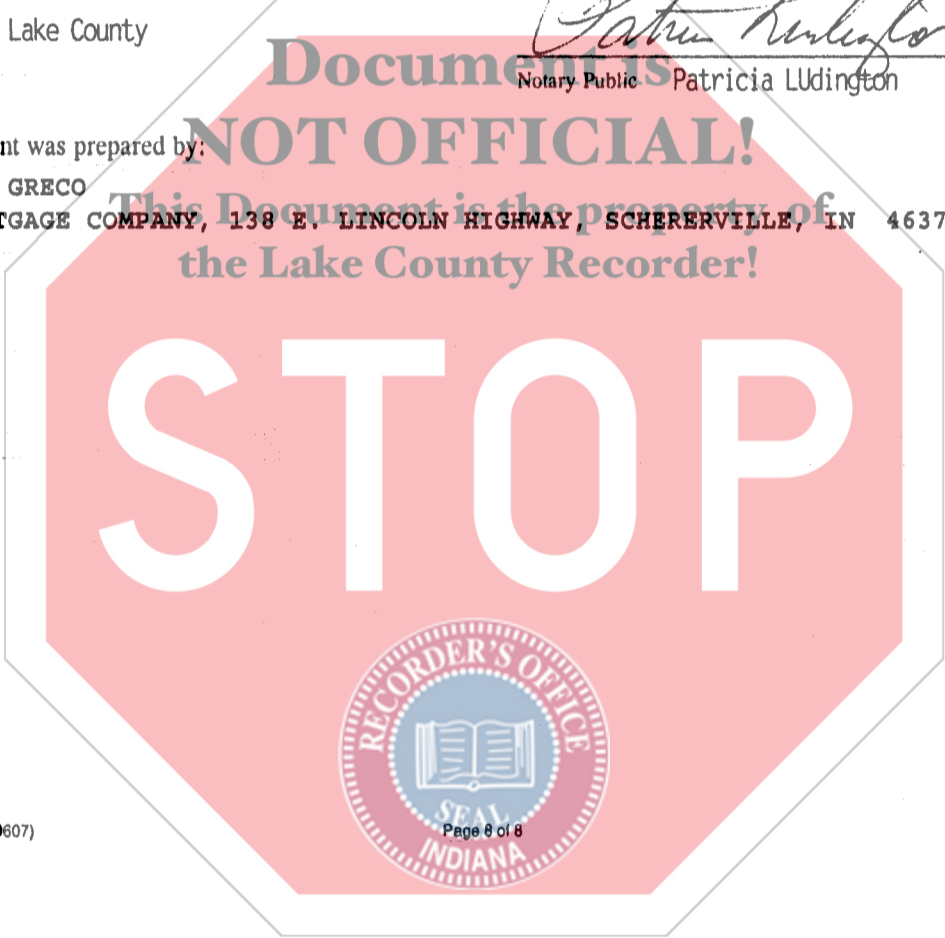 Lake County
Document is
Notary Public Patricia LUdington
NOT OFFICIAL!
nt was prepared by:
GRECO
This Document is the property of
TGAGE COMPANY, 138 E. LINCOLN HIGHWAY, SCHERERVILLE, IN 4637
the Lake County Recorder!
STOP
RECORDER'S OFFICE
SEAL
607)
Page 8 of 8
INDIANA